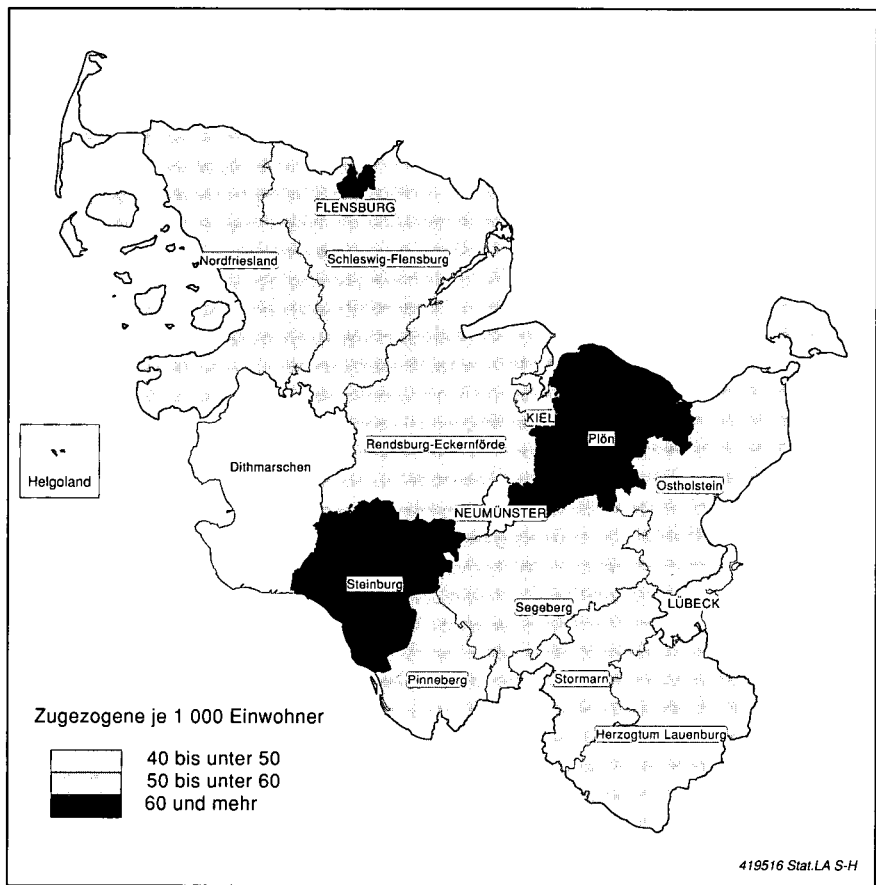 FLENSBURG
Nordfriesland
Schleswig-Flensburg
KIEL
Plön
Rendsburg-Eckernförde
Dithmarschen
Helgoland
Ostholstein
NEUMÜNSTER
Steinburg
Segeberg
LÜBECK
Pinneberg
Stormarn
Herzogtum Lauenburg
Zugezogene je 1 000 Einwohner
40 bis unter 50
50 bis unter 60
60 und mehr
419516 Stat.LA S-H